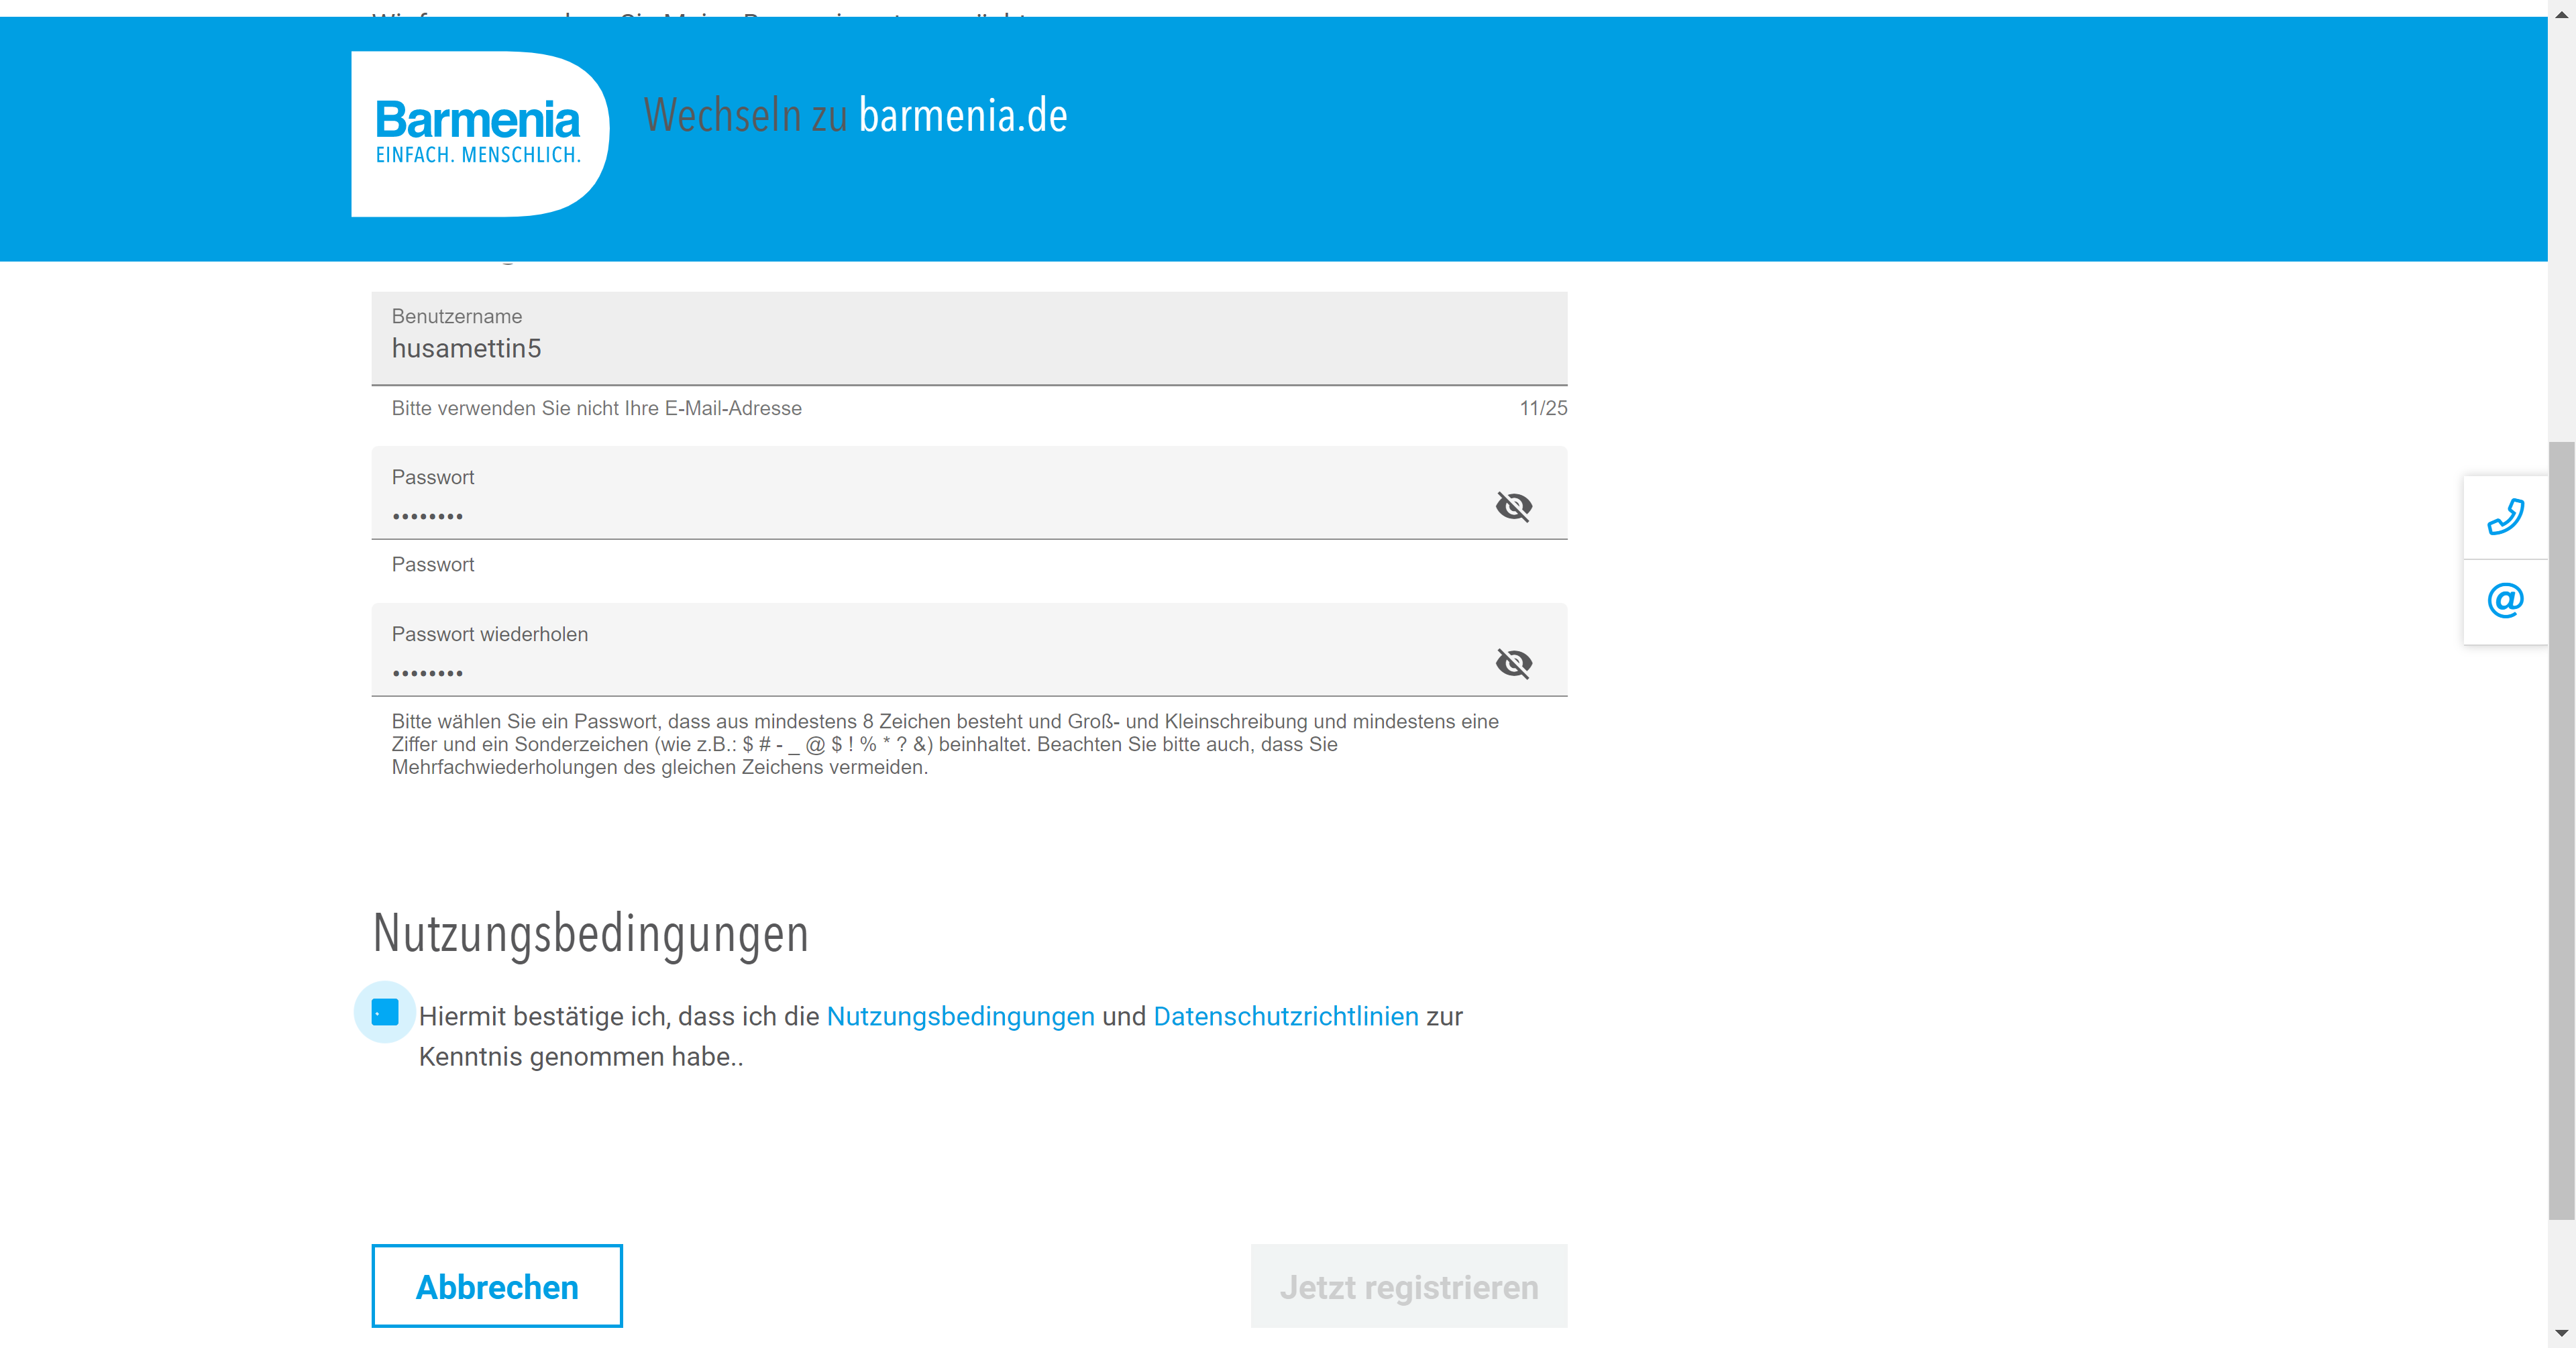 Barmenia
EINFACH. MENSCHLICH.
Wechseln zu barmenia.de
Benutzername
husamettin5
Bitte verwenden Sie nicht Ihre E-Mail-Adresse
11/25
Passwort
••••••••
Passwort
Passwort wiederholen
••••••••
Bitte wählen Sie ein Passwort, dass aus mindestens 8 Zeichen besteht und Groß- und Kleinschreibung und mindestens eine
Ziffer und ein Sonderzeichen (wie z.B.: $ # - _ @ $ ! % * ? &) beinhaltet. Beachten Sie bitte auch, dass Sie
Mehrfachwiederholungen des gleichen Zeichens vermeiden.
Nutzungsbedingungen
Hiermit bestätige ich, dass ich die Nutzungsbedingungen und Datenschutzrichtlinien zur
Kenntnis genommen habe..
Abbrechen
Jetzt registrieren